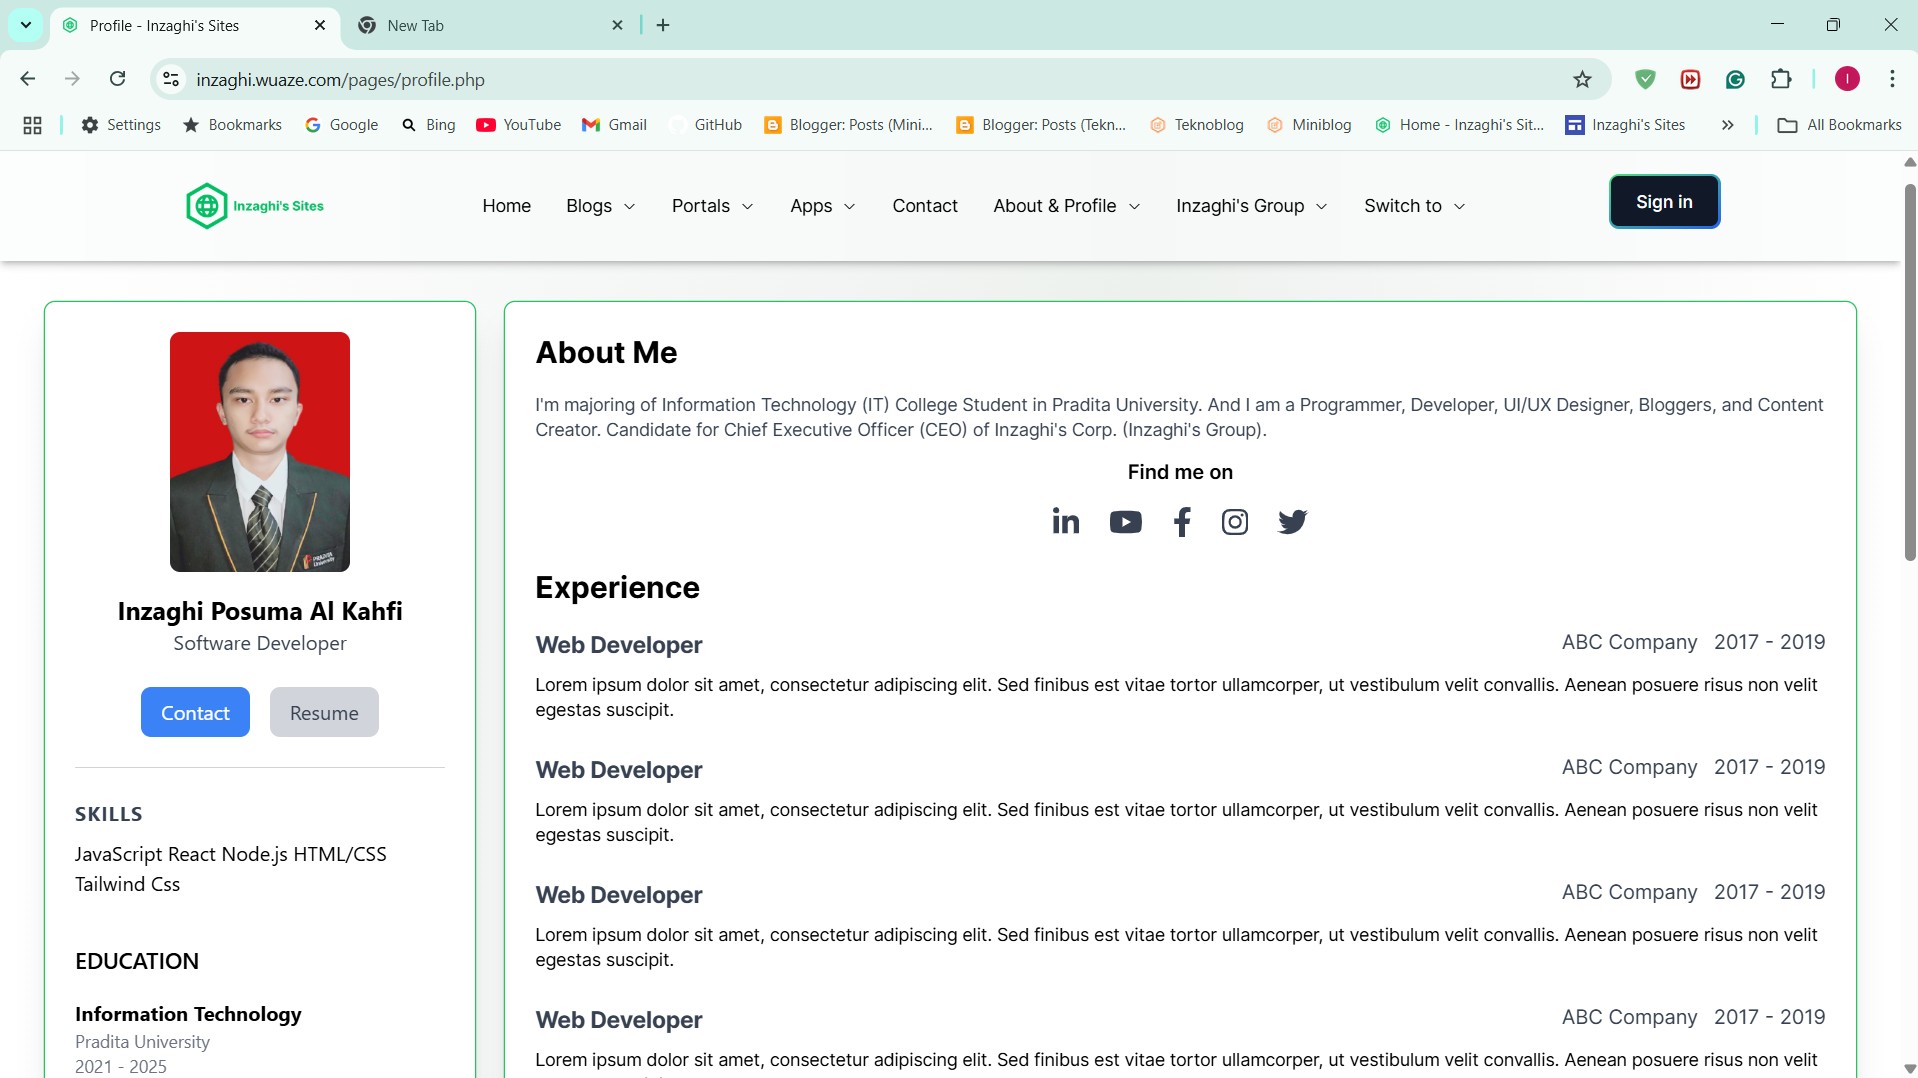 Profile - Inzaghi's Sites
New Tab
inzaghi.wuaze.com/pages/profile.php
I
Settings
Bookmarks
Google
Bing
YouTube
Gmail
GitHub
Blogger: Posts (Mini...
Blogger: Posts (Tekn...
Teknoblog
Miniblog
Home - Inzaghi's Sit...
Inzaghi's Sites
All Bookmarks
Inzaghi's Sites
Home
Blogs
Portals
Apps
Contact
About & Profile
Inzaghi's Group
Switch to
Sign in
PRADITA
University
Inzaghi Posuma Al Kahfi
Software Developer
Contact
Resume
SKILLS
JavaScript React Node.js HTML/CSS
Tailwind Css
EDUCATION
Information Technology
Pradita University
2021 - 2025
About Me
I'm majoring of Information Technology (IT) College Student in Pradita University. And I am a Programmer, Developer, UI/UX Designer, Bloggers, and Content
Creator. Candidate for Chief Executive Officer (CEO) of Inzaghi's Corp. (Inzaghi's Group).
Find me on
Experience
Web Developer
ABC Company 2017 - 2019
Lorem ipsum dolor sit amet, consectetur adipiscing elit. Sed finibus est vitae tortor ullamcorper, ut vestibulum velit convallis. Aenean posuere risus non velit
egestas suscipit.
Web Developer
ABC Company 2017 - 2019
Lorem ipsum dolor sit amet, consectetur adipiscing elit. Sed finibus est vitae tortor ullamcorper, ut vestibulum velit convallis. Aenean posuere risus non velit
egestas suscipit.
Web Developer
ABC Company 2017 - 2019
Lorem ipsum dolor sit amet, consectetur adipiscing elit. Sed finibus est vitae tortor ullamcorper, ut vestibulum velit convallis. Aenean posuere risus non velit
egestas suscipit.
Web Developer
ABC Company 2017 - 2019
Lorem ipsum dolor sit amet, consectetur adipiscing elit. Sed finibus est vitae tortor ullamcorper, ut vestibulum velit convallis. Aenean posuere risus non velit